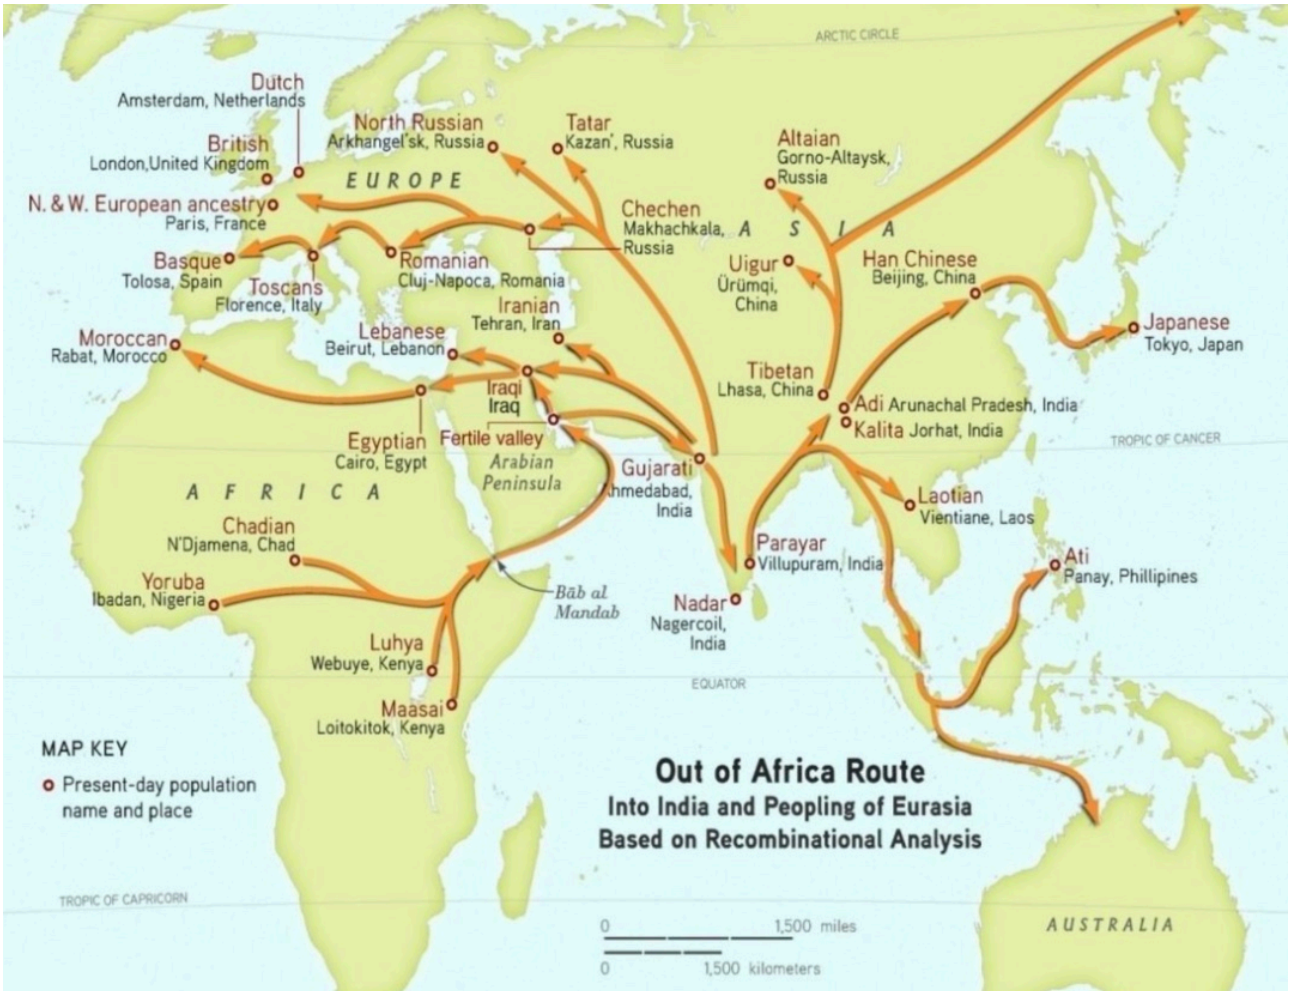 ARCTIC CIRCLE
Dutch
Amsterdam, Netherlands
British
London,United Kingdom
N. & W. European ancestry
Paris, France
North Russian
Arkhangel'sk, Russia
Tatar
Kazan', Russia
Altaian
Gorno-Altaysk,
Russia
EUROPE
Chechen
Makhachkala,
Russia
ASIA
Basque
Tolosa, Spain
Toscans
Florence, Italy
Romanian
Cluj-Napoca, Romania
Uigur
Ürümqi,
China
Han Chinese
Beijing, China
Iranian
Tehran, Iran
Moroccan
Rabat, Morocco
Lebanese
Beirut, Lebanon
Japanese
Tokyo, Japan
Iraqi
Iraq
Tibetan
Lhasa, China
Adi Arunachal Pradesh, India
Kalita Jorhat, India
Egyptian
Cairo, Egypt
Fertile valley
Arabian
Peninsula
TROPIC OF CANCER
Gujarati
hmedabad,
India
AFRICA
Laotian
Vientiane, Laos
Chadian
N'Djamena, Chad
Yoruba
Ibadan, Nigeria
Bāb al
Mandab
Parayar
Villupuram, India
Ati
Panay, Phillipines
Nadar
Nagercoil,
India
Luhya
Webuye, Kenya
EQUATOR
Maasai
Loitokitok, Kenya
MAP KEY
Present-day population
name and place
Out of Africa Route
Into India and Peopling of Eurasia
Based on Recombinational Analysis
TROPIC OF CAPRICORN
0 1,500 miles
0 1,500 kilometers
AUSTRALIA